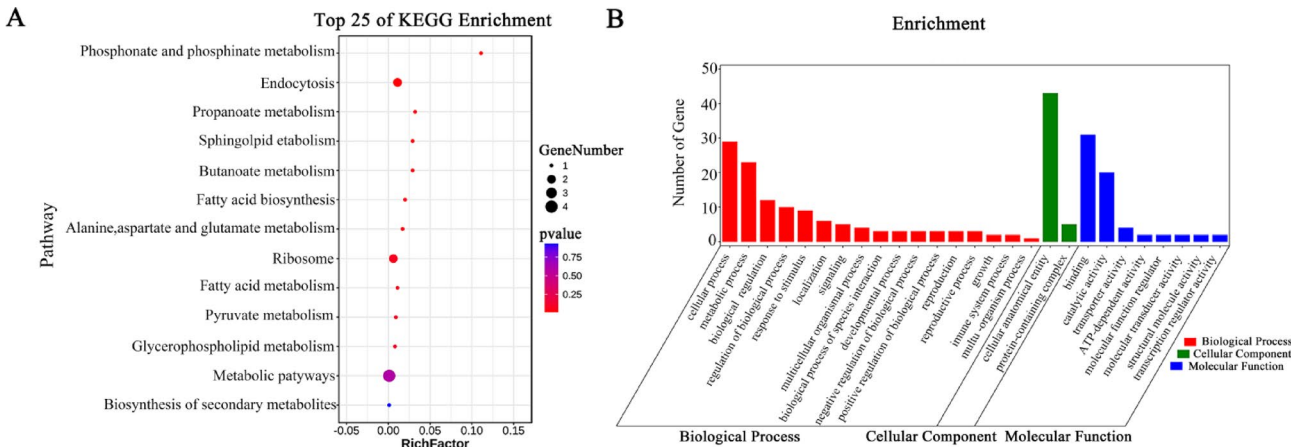 A
Top 25 of KEGG Enrichment
Pathway
Phosphonate and phosphinate metabolism
Endocytosis
Propanoate metabolism
Sphingolpid etabolism
Butanoate metabolism
Fatty acid biosynthesis
Alanine,aspartate and glutamate metabolism
Ribosome
Fatty acid metabolism
Pyruvate metabolism
Glycerophospholipid metabolism
Metabolic patyways
Biosynthesis of secondary metabolites
-0.05 0.00 0.05 0.10 0.15
RichFactor
GeneNumber
1
2
3
4
pvalue
0.75
0.50
0.25
B
Enrichment
Number of Gene
50
40
30
20
10
0
cellular process
metabolic process
biological regulation
regulation of biological process
response to stimulus
localization
signaling
multicellular organismal process
biological process of species interaction
developmental process
negative regulation of biological process
positive regulation of biological process
reproduction
reproductive process
growth
imune system process
multu -organism process
cellular anatomical entity
protein-containing complex
binding
catalytic activity
transporter activity
ATP-dependent activity
molecular function regulator
molecular transducer activity
structural molecule activity
transcription regulator activity
Biological Process
Cellular Component
Molecular Function
Biological Process Cellular Component Molecular Function